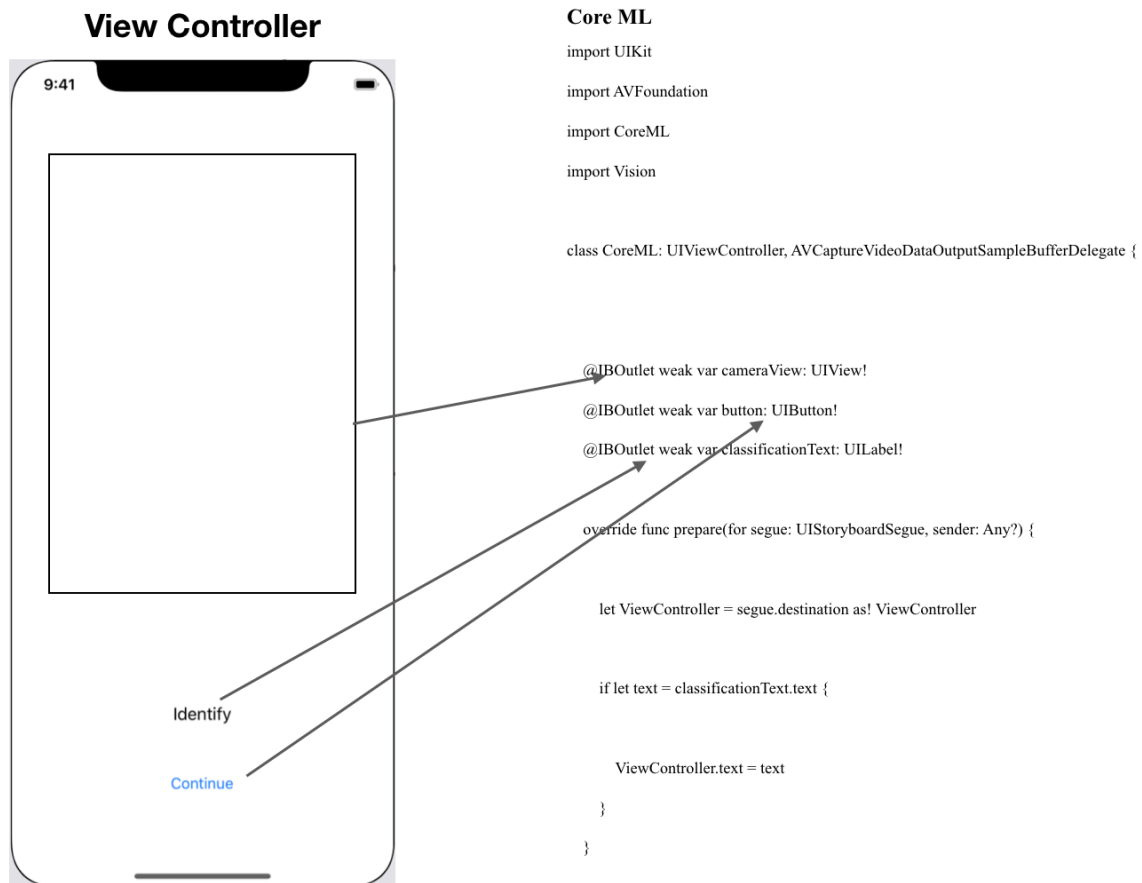 View Controller
9:41
Identify
Continue
Core ML
import UIKit
import AVFoundation
import CoreML
import Vision
class CoreML: UIViewController, AVCaptureVideoDataOutputSampleBufferDelegate {
@IBOutlet weak var cameraView: UIView!
@IBOutlet weak var button: UIButton!
@IBOutlet weak var classificationText: UILabel!
override func prepare(for segue: UIStoryboardSegue, sender: Any?) {
let ViewController = segue.destination as! ViewController
if let text = classificationText.text {
ViewController.text = text
}
}